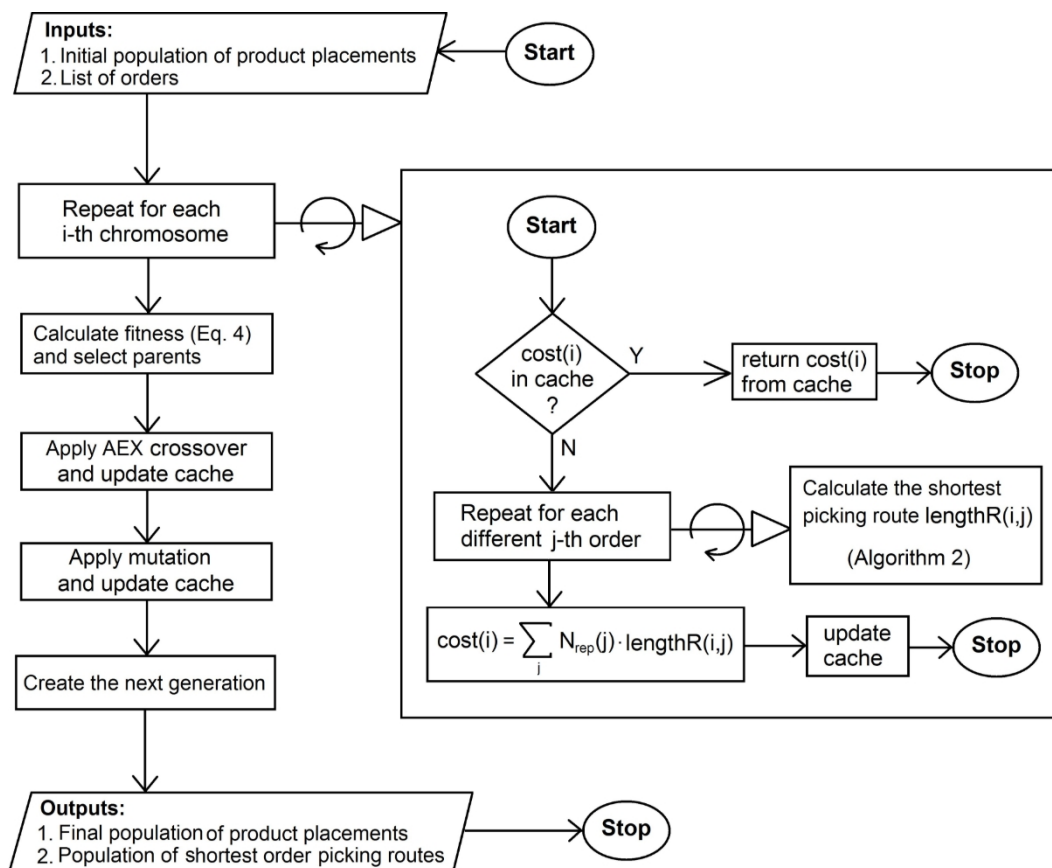 Inputs:
1. Initial population of product placements
2. List of orders
Start
Repeat for each
i-th chromosome
Calculate fitness (Eq. 4)
and select parents
Apply AEX crossover
and update cache
Apply mutation
and update cache
Create the next generation
Start
cost(i)
in cache
?
Y
return cost(i)
from cache
Stop
N
Repeat for each
different j-th order
Calculate the shortest
picking route lengthR(i,j)
(Algorithm 2)
cost(i) = ∑_j N_rep(j) · lengthR(i,j)
update
cache
Stop
Outputs:
1. Final population of product placements
2. Population of shortest order picking routes
Stop